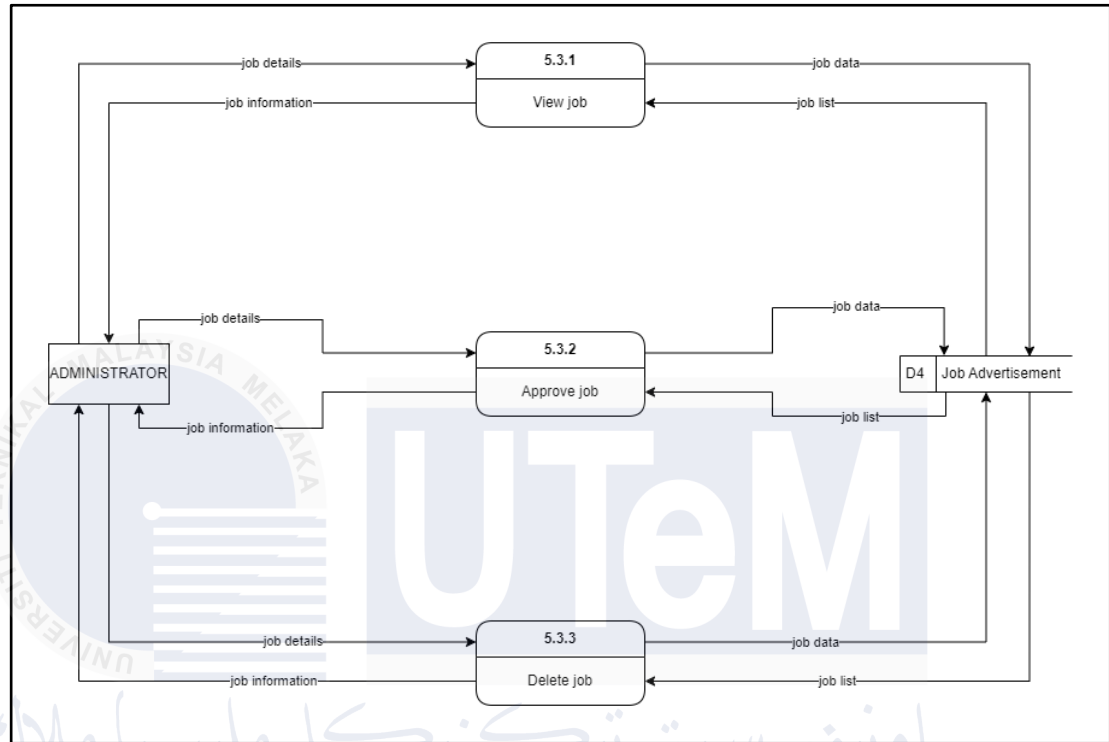 5.3.1
job details
job data
View job
job information
job list
job data
job details
5.3.2
ADMINISTRATOR
D4
Job Advertisement
Approve job
job list
job information
UTeM
5.3.3
job details
job data
Delete job
job information
job list
MALAYSIA MELAKA